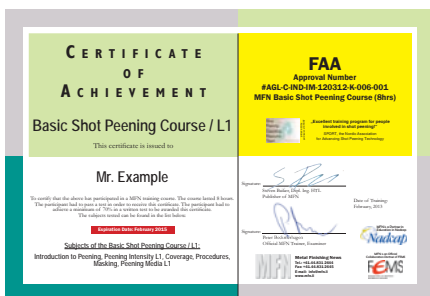 CERTIFICATE
OF
ACHIEVEMENT
Basic Shot Peening Course / L1
This certificate is issued to
Mr. Example
To certify that the above has participated in a MFN training course. The course lasted 8 hours.
The participant had to pass a test in order to receive this certificate. The participant had to
achieve a minimum of 70% in a written test to be awarded this certificate.
The subjects tested can be found in the list below.
Expiration Date: February 2015
Subjects of the Basic Shot Peening Course / L1:
Introduction to Peening, Peening Intensity L1, Coverage, Procedures,
Masking, Peening Media L1
FAA
Approval Number
#AGL-C-IND-IM-120312-K-006-001
MFN Basic Shot Peening Course (8hrs)
„Excellent training program for people
involved in shot peening!"
SPORT, the Nordic Association
for Advancing Shot Peening Technology
Signature:
Publisher of MFN
Date of Training:
February, 2013
Signature:
Official MFN Trainer, Examiner
Nadcap
MFN
Metal Finishing News
www.mfn.li
FEMS